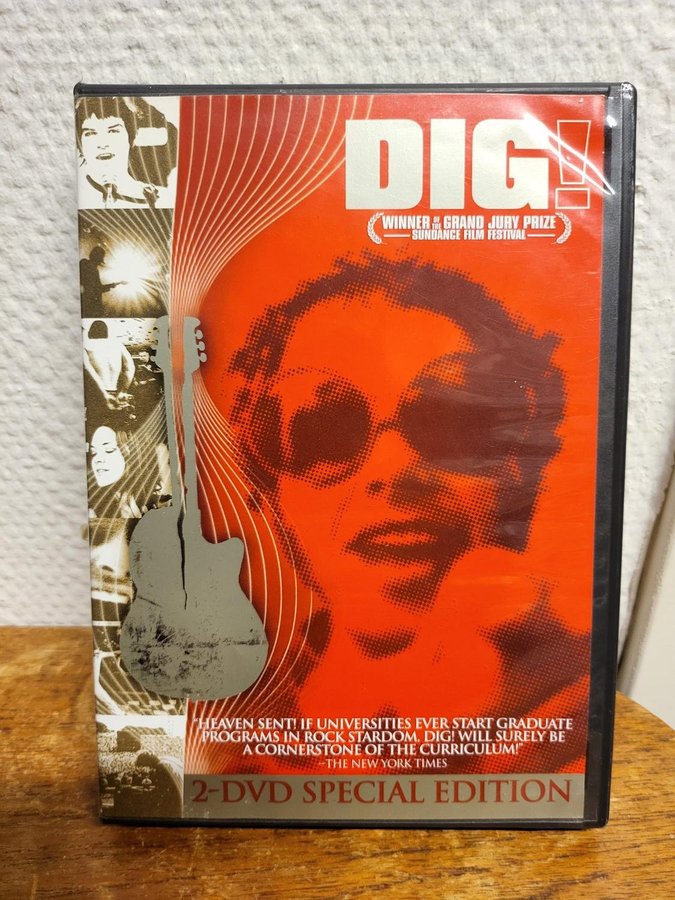 DIG!
WINNER OF THE GRAND JURY PRIZE
SUNDANCE FILM FESTIVAL
"HEAVEN SENT! IF UNIVERSITIES EVER START GRADUATE
PROGRAMS IN ROCK STARDOM, DIG! WILL SURELY BE
A CORNERSTONE OF THE CURRICULUM!"
–THE NEW YORK TIMES
2-DVD SPECIAL EDITION